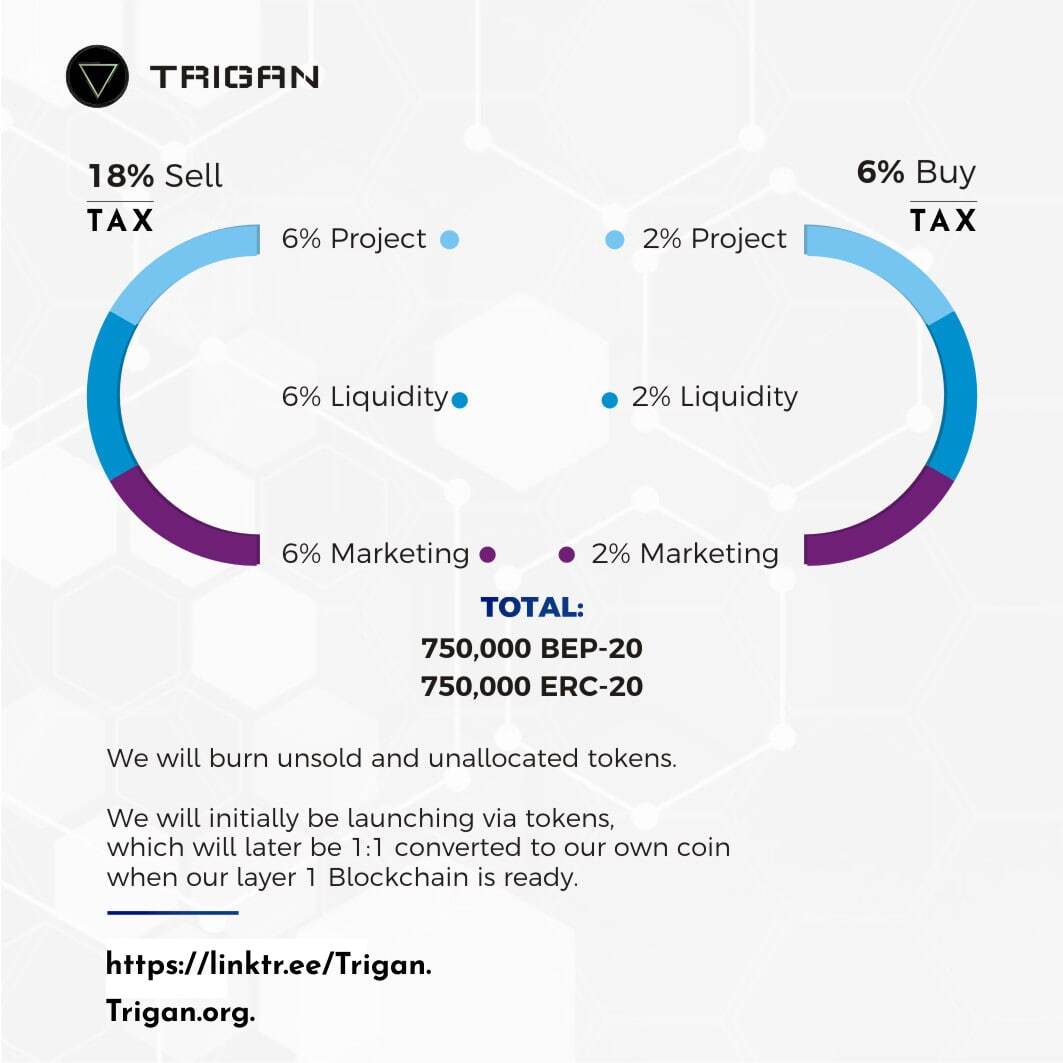 TRIGAN
18% Sell
TAX
6% Buy
TAX
6% Project
2% Project
6% Liquidity
2% Liquidity
6% Marketing
2% Marketing
TOTAL:
750,000 BEP-20
750,000 ERC-20
We will burn unsold and unallocated tokens.
We will initially be launching via tokens,
which will later be 1:1 converted to our own coin
when our layer 1 Blockchain is ready.
https://linktr.ee/Trigan.
Trigan.org.